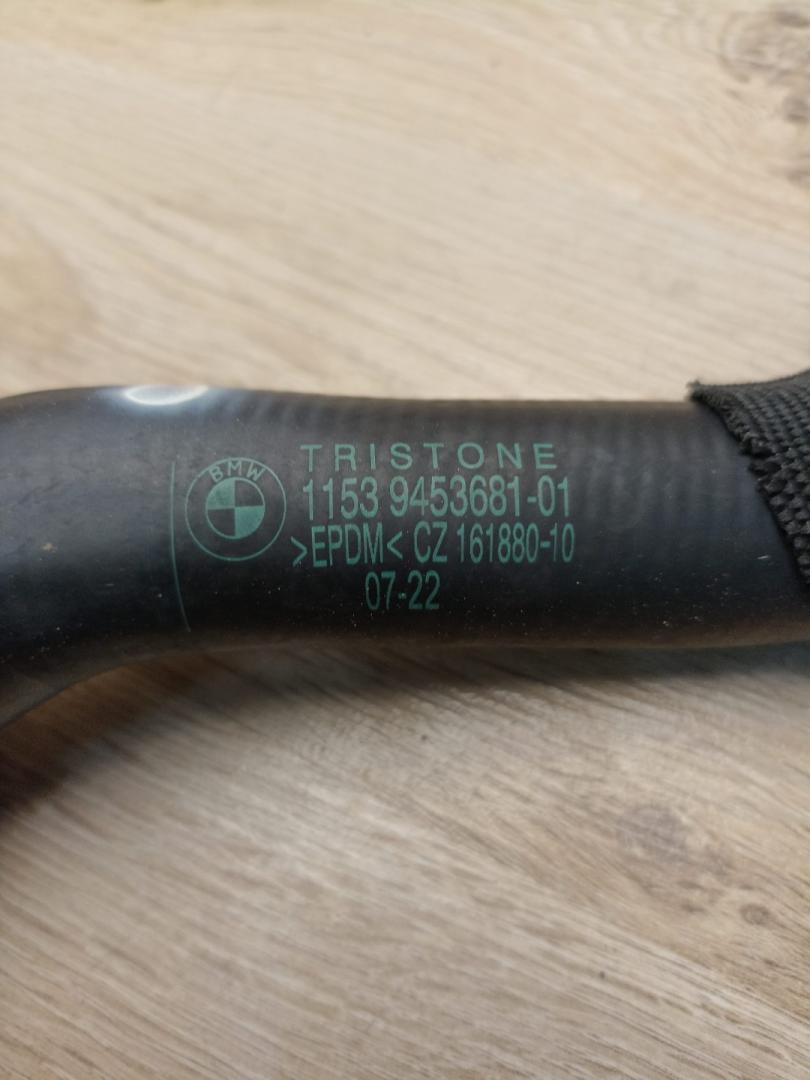 BMW
TRISTONE
1153 9453681-01
>EPDM< CZ 161880-10
07-22